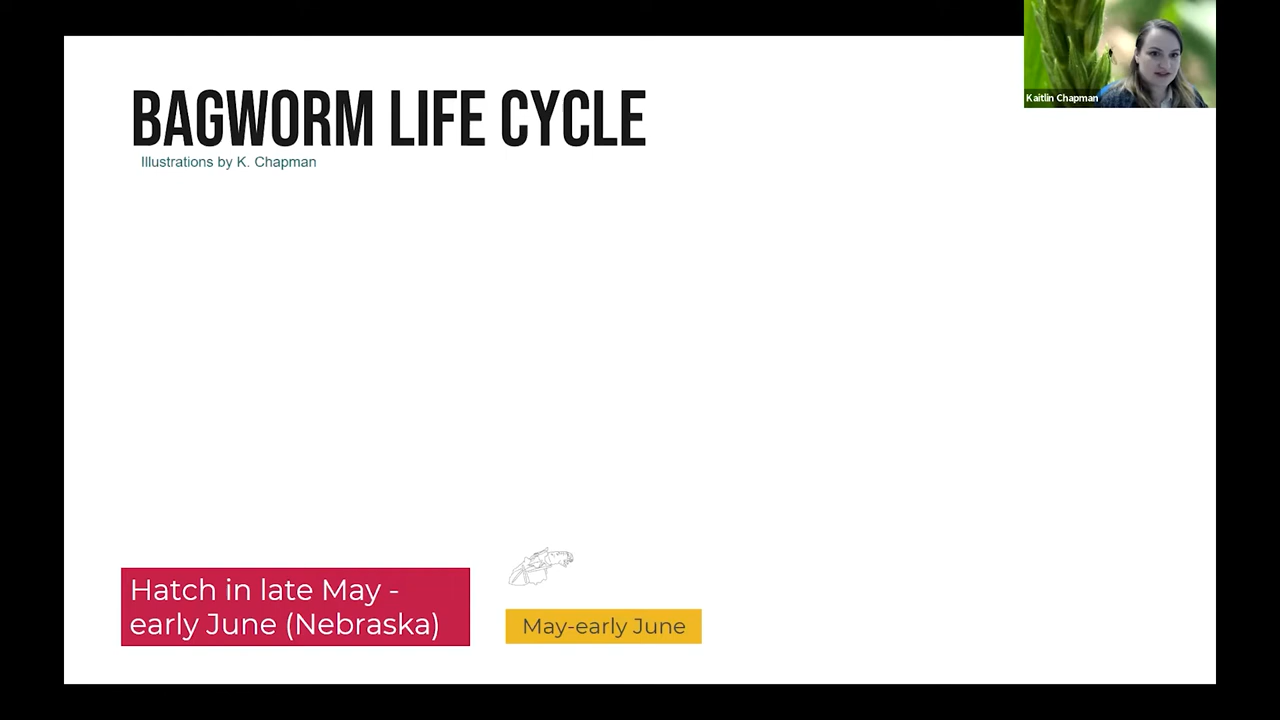 BAGWORM LIFE CYCLE
Illustrations by K. Chapman
Kaitlin Chapman
Hatch in late May -
early June (Nebraska)
May-early June